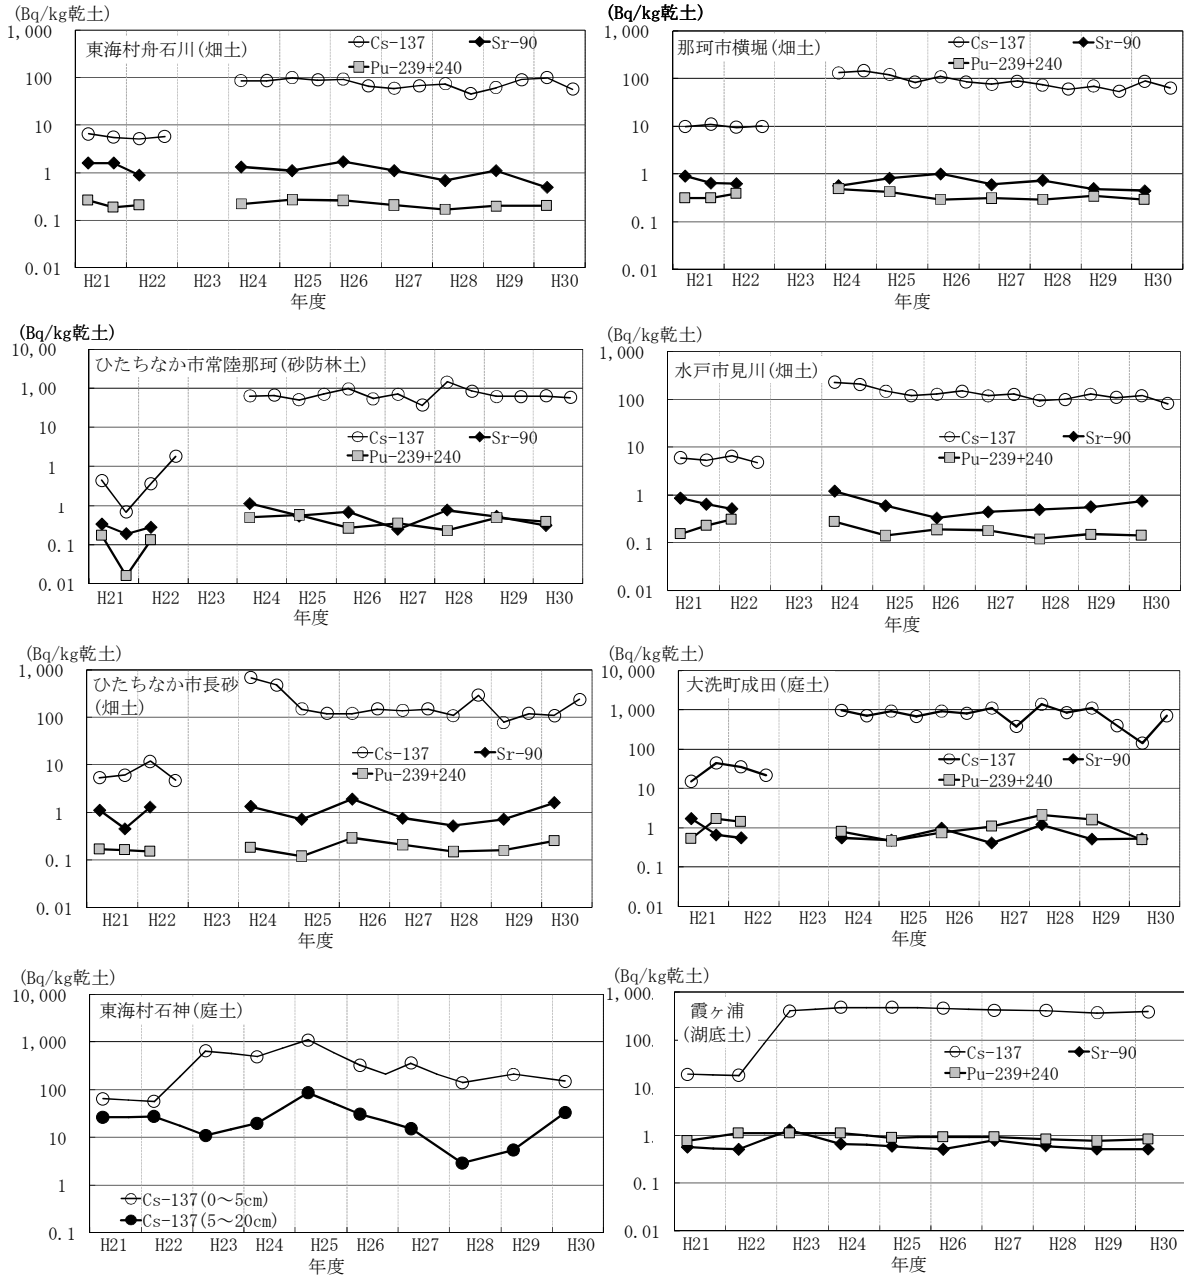 (Bq/kg乾土)
1,000
100
10
1
0.1
0.01
東海村舟石川(畑土)
Cs-137
Sr-90
Pu-239+240
H21 H22 H23 H24 H25 H26 H27 H28 H29 H30
年度
(Bq/kg乾土)
1,000
100
10
1
0.1
0.01
那珂市横堀(畑土)
Cs-137
Sr-90
Pu-239+240
H21 H22 H23 H24 H25 H26 H27 H28 H29 H30
年度
(Bq/kg乾土)
10,00
1,00
10
1
1
0.1
0.01
ひたちなか市常陸那珂(砂防林土)
Cs-137
Sr-90
Pu-239+240
H21 H22 H23 H24 H25 H26 H27 H28 H29 H30
年度
(Bq/kg乾土)
1,000
100
10
1
0.1
0.01
水戸市見川(畑土)
Cs-137
Sr-90
Pu-239+240
H21 H22 H23 H24 H25 H26 H27 H28 H29 H30
年度
(Bq/kg乾土)
1,000
100
10
1
0.1
0.01
ひたちなか市長砂
(畑土)
Cs-137
Sr-90
Pu-239+240
H21 H22 H23 H24 H25 H26 H27 H28 H29 H30
年度
(Bq/kg乾土)
10,000
1,000
100
10
1
0.1
0.01
大洗町成田(庭土)
Cs-137
Sr-90
Pu-239+240
H21 H22 H23 H24 H25 H26 H27 H28 H29 H30
年度
(Bq/kg乾土)
10,000
1,000
100
10
1
0.1
東海村石神(庭土)
Cs-137(0～5cm)
Cs-137(5～20cm)
H21 H22 H23 H24 H25 H26 H27 H28 H29 H30
年度
(Bq/kg乾土)
1,000.
100.
10.
1.
0.1
0.01
霞ヶ浦
(湖底土)
Cs-137
Sr-90
Pu-239+240
H21 H22 H23 H24 H25 H26 H27 H28 H29 H30
年度